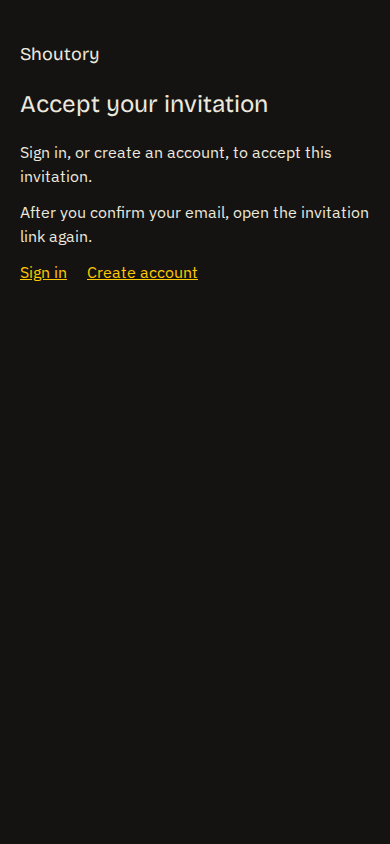 Shoutory
Accept your invitation
Sign in, or create an account, to accept this
invitation.
After you confirm your email, open the invitation
link again.
Sign in Create account